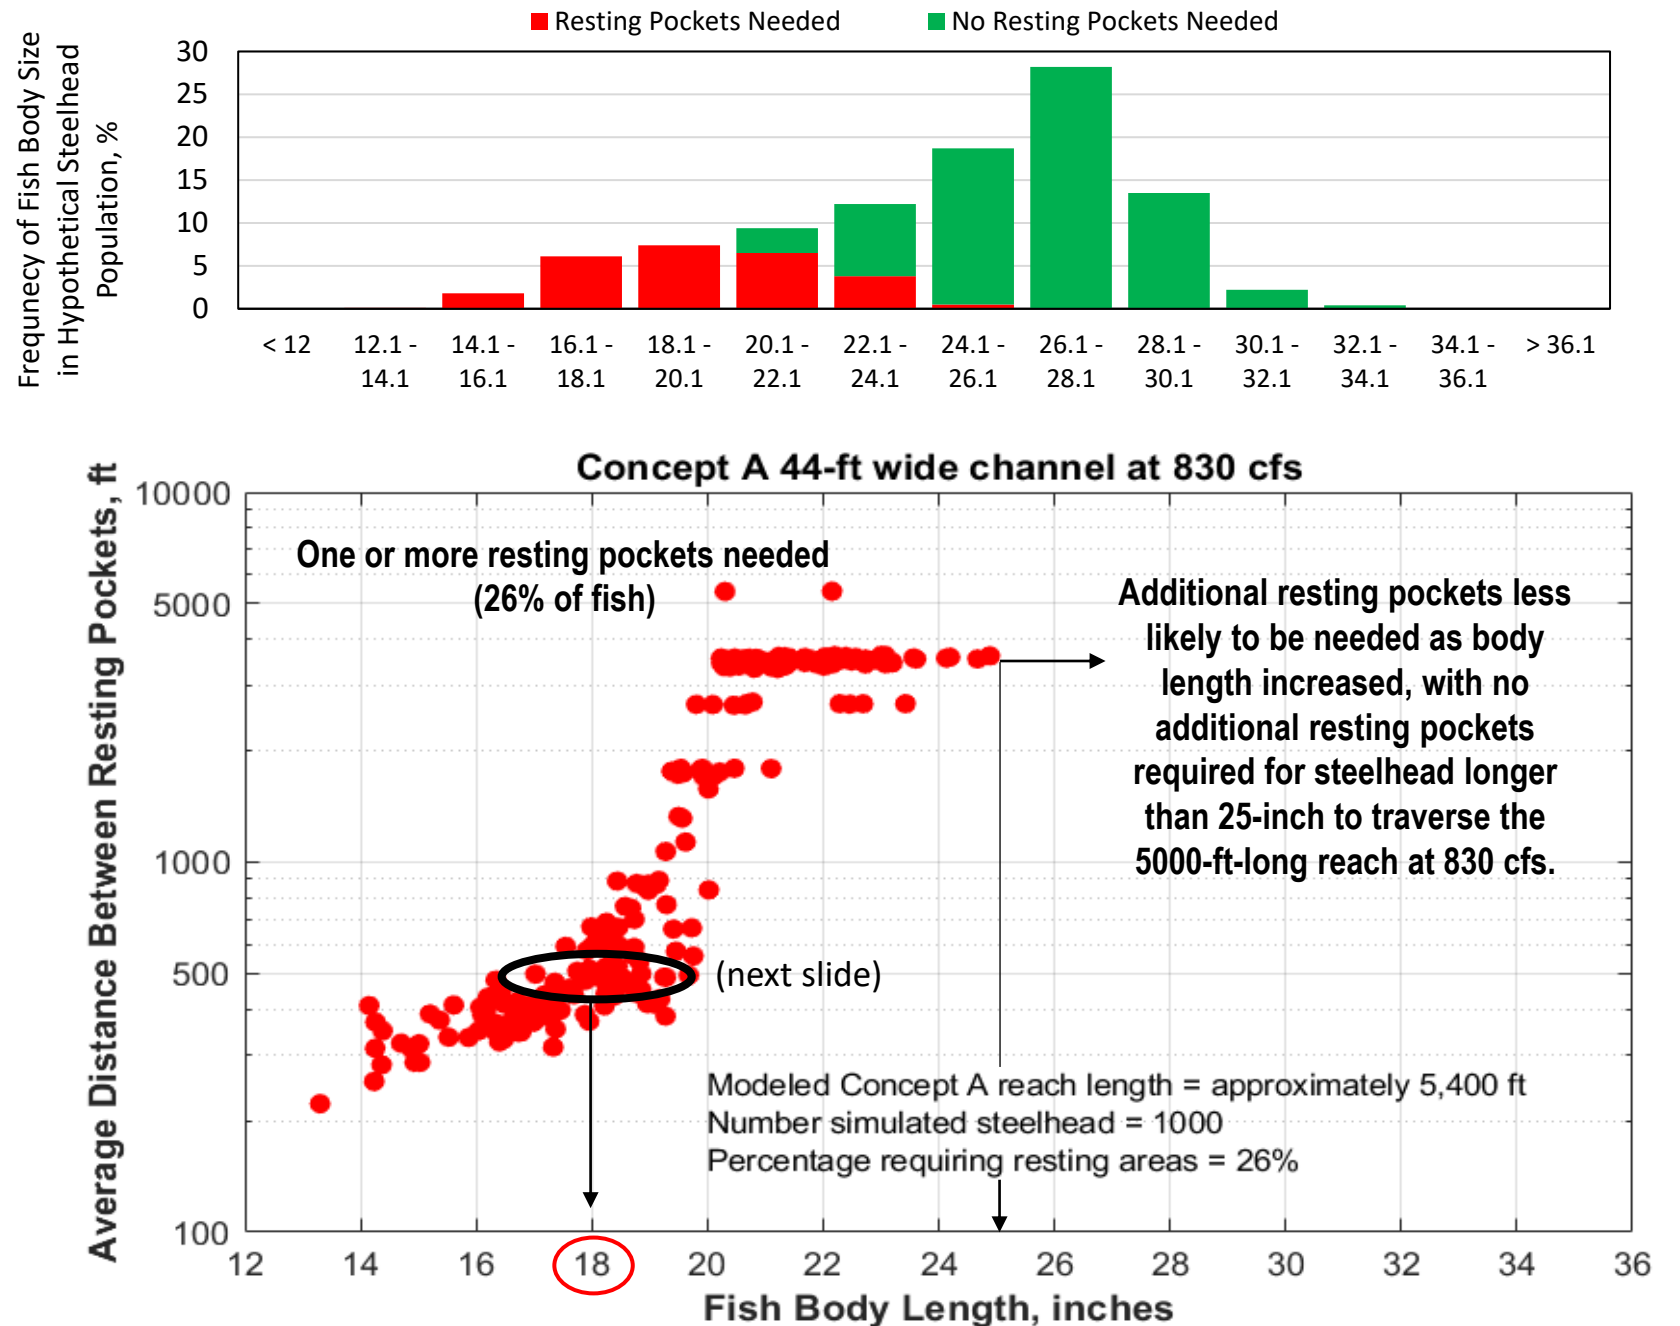 Resting Pockets Needed
No Resting Pockets Needed
Frequnecy of Fish Body Size
in Hypothetical Steelhead
Population, %
30
25
20
15
10
5
0
< 12
12.1 -
14.1
14.1 -
16.1
16.1 -
18.1
18.1 -
20.1
20.1 -
22.1
22.1 -
24.1
24.1 -
26.1
26.1 -
28.1
28.1 -
30.1
30.1 -
32.1
32.1 -
34.1
34.1 -
36.1
> 36.1
Concept A 44-ft wide channel at 830 cfs
Average Distance Between Resting Pockets, ft
10000
5000
1000
500
100
One or more resting pockets needed
(26% of fish)
Additional resting pockets less
likely to be needed as body
length increased, with no
additional resting pockets
required for steelhead longer
than 25-inch to traverse the
5000-ft-long reach at 830 cfs.
(next slide)
Modeled Concept A reach length = approximately 5,400 ft
Number simulated steelhead = 1000
Percentage requiring resting areas = 26%
12
14
16
18
20
22
24
26
28
30
32
34
36
Fish Body Length, inches